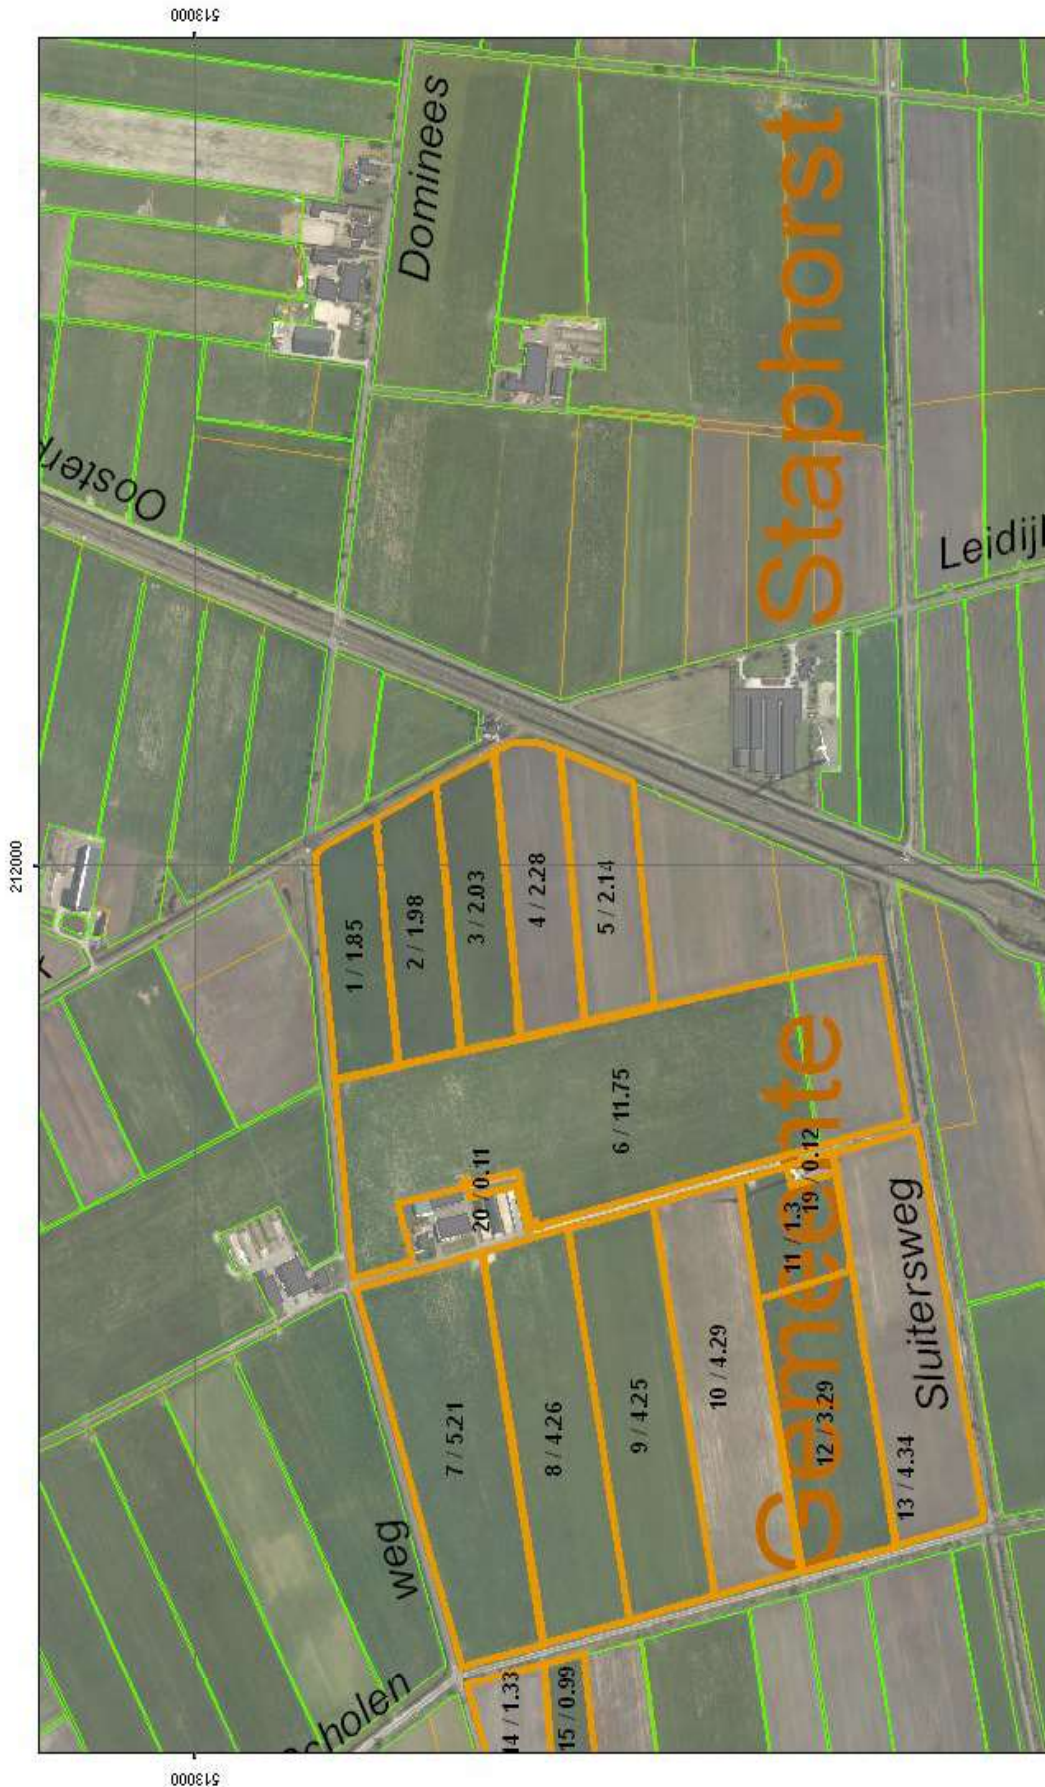 212000
513000
513000
Ooster
Dominees
weg
cholen
1 / 1.85
2 / 1.98
3 / 2.03
4 / 2.28
5 / 2.14
20 / 0.11
6 / 11.75
7 / 5.21
8 / 4.26
9 / 4.25
10 / 4.29
14 / 1.33
15 / 0.99
11 / 1.3
19 / 0.12
12 / 3.29
13 / 4.34
Gemeente Staphorst
Sluitersweg
Leidij